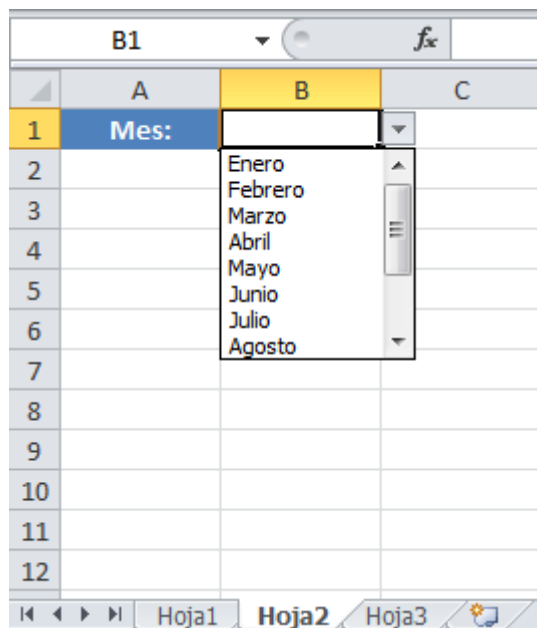 B1 fx
A B C
1 Mes:
2 Enero
Febrero
3 Marzo
4 Abril
Mayo
5 Junio
6 Julio
Agosto
7
8
9
10
11
12
Hoja1 Hoja2 Hoja3